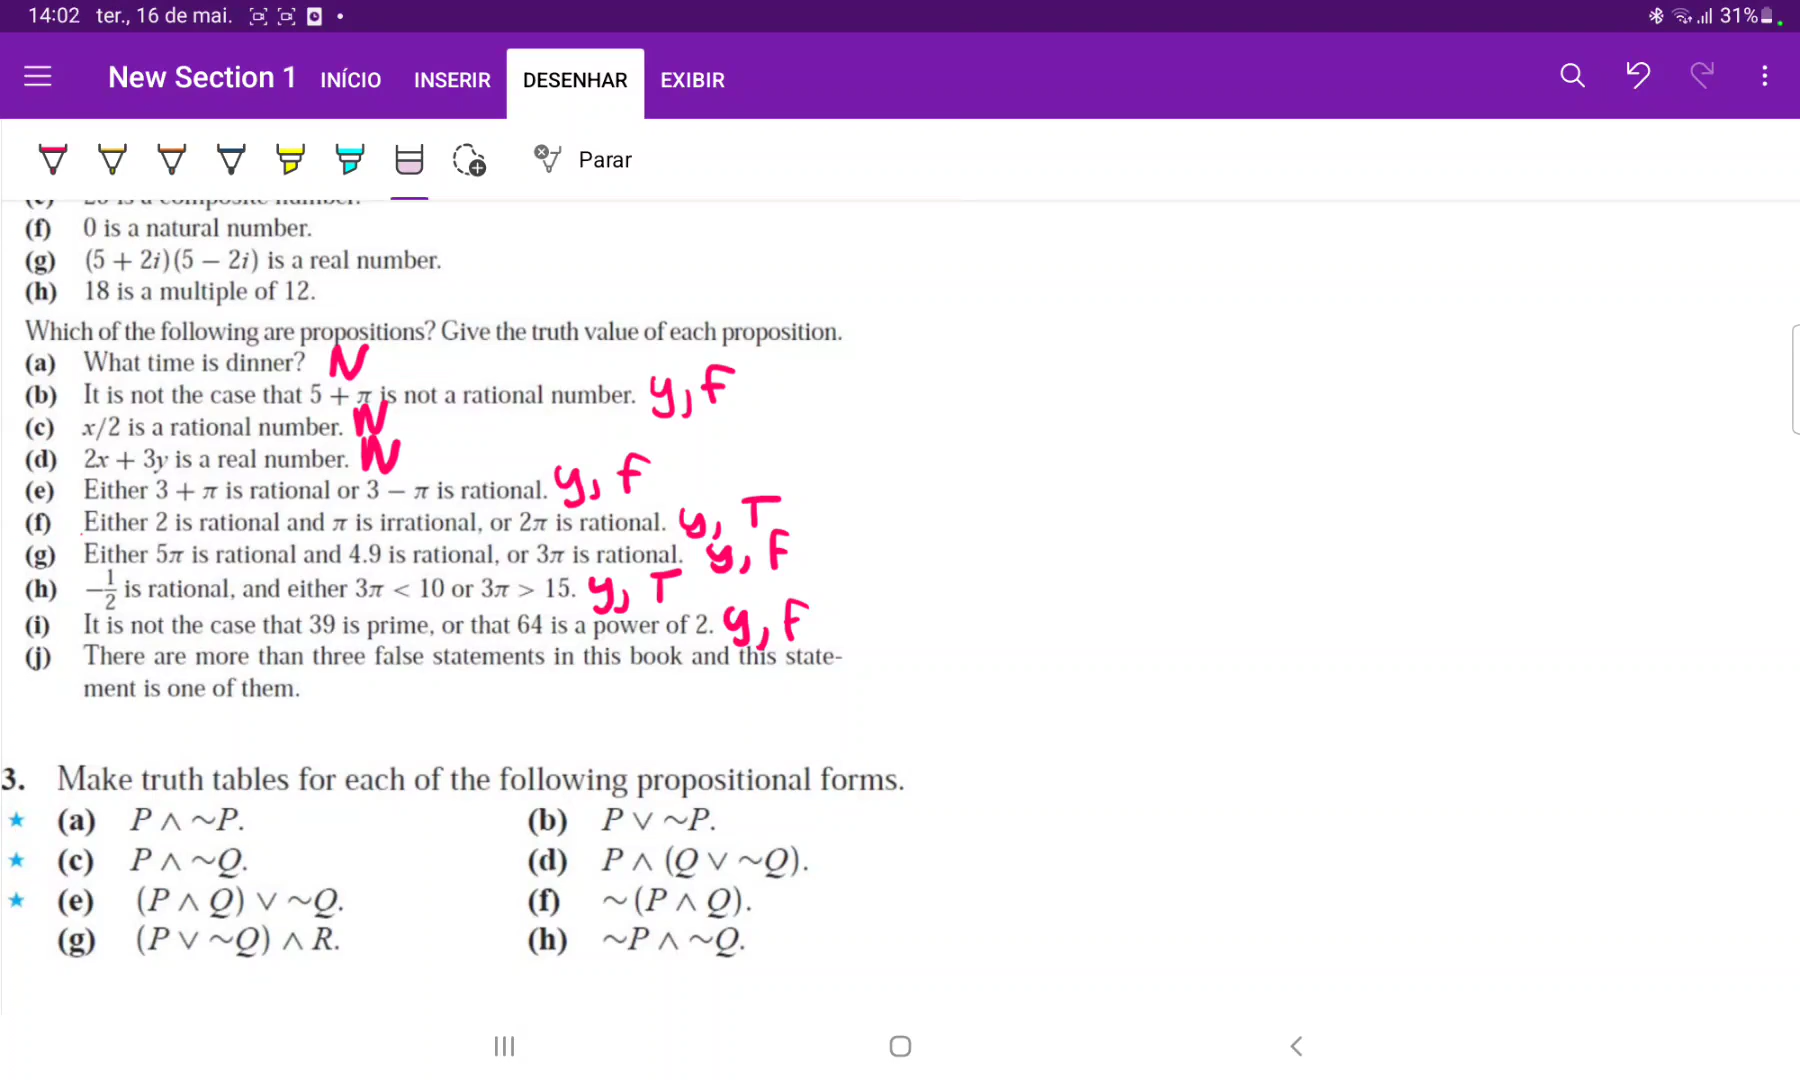 14:02 ter., 16 de mai. 31%
New Section 1 INÍCIO INSERIR DESENHAR EXIBIR
Parar
(e) 26 is a composite number.
(f) 0 is a natural number.
(g) (5 + 2i)(5 − 2i) is a real number.
(h) 18 is a multiple of 12.
Which of the following are propositions? Give the truth value of each proposition.
(a) What time is dinner? N
(b) It is not the case that 5 + π is not a rational number. y, F
(c) x/2 is a rational number. N
(d) 2x + 3y is a real number. N
(e) Either 3 + π is rational or 3 − π is rational. y, F
(f) Either 2 is rational and π is irrational, or 2π is rational. y, T
(g) Either 5π is rational and 4.9 is rational, or 3π is rational. y, F
(h) −1/2 is rational, and either 3π < 10 or 3π > 15. y, T
(i) It is not the case that 39 is prime, or that 64 is a power of 2. y, F
(j) There are more than three false statements in this book and this state-
ment is one of them.
3. Make truth tables for each of the following propositional forms.
★ (a) P ∧ ~P. (b) P ∨ ~P.
★ (c) P ∧ ~Q. (d) P ∧ (Q ∨ ~Q).
★ (e) (P ∧ Q) ∨ ~Q. (f) ~(P ∧ Q).
(g) (P ∨ ~Q) ∧ R. (h) ~P ∧ ~Q.